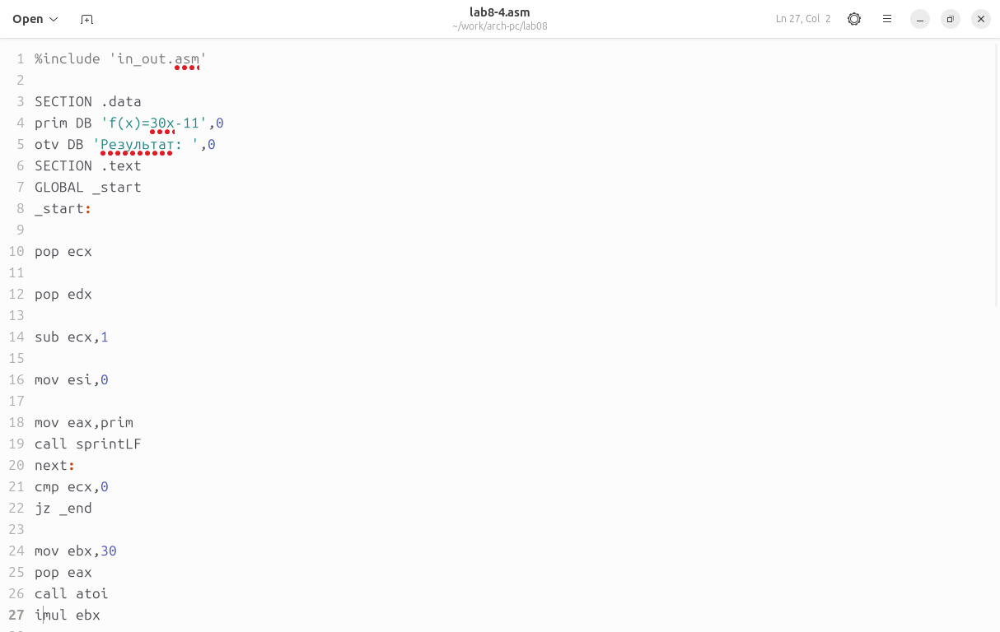 Open
lab8-4.asm
~/work/arch-pc/lab08
Ln 27, Col 2
1 %include 'in_out.asm'
2
3 SECTION .data
4 prim DB 'f(x)=30x-11',0
5 otv DB 'Результат: ',0
6 SECTION .text
7 GLOBAL _start
8 _start:
9
10 pop ecx
11
12 pop edx
13
14 sub ecx,1
15
16 mov esi,0
17
18 mov eax,prim
19 call sprintLF
20 next:
21 cmp ecx,0
22 jz _end
23
24 mov ebx,30
25 pop eax
26 call atoi
27 imul ebx